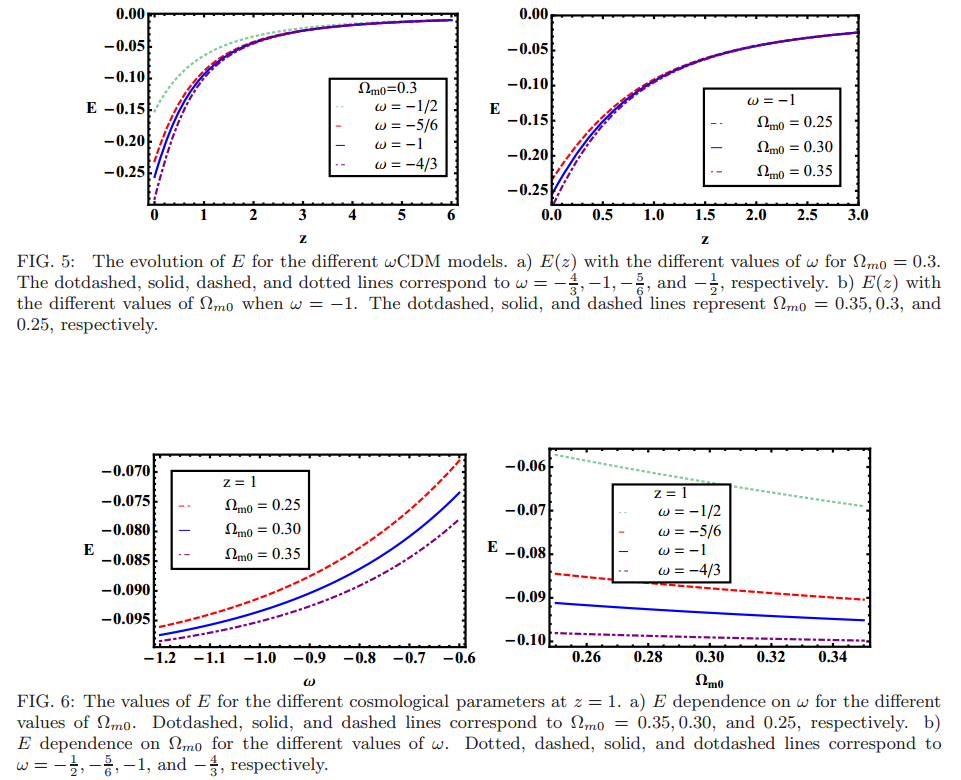 0.00
−0.05
−0.10
−0.15
−0.20
−0.25
E
0 1 2 3 4 5 6
z
Ωm0=0.3
ω = −1/2
ω = −5/6
ω = −1
ω = −4/3
0.00
−0.05
−0.10
−0.15
−0.20
−0.25
E
0.0 0.5 1.0 1.5 2.0 2.5 3.0
z
ω = −1
Ωm0 = 0.25
Ωm0 = 0.30
Ωm0 = 0.35
FIG. 5: The evolution of E for the different ωCDM models. a) E(z) with the different values of ω for Ωm0 = 0.3.
The dotdashed, solid, dashed, and dotted lines correspond to ω = −4/3, −1, −5/6, and −1/2, respectively. b) E(z) with
the different values of Ωm0 when ω = −1. The dotdashed, solid, and dashed lines represent Ωm0 = 0.35, 0.3, and
0.25, respectively.
−0.070
−0.075
−0.080
−0.085
−0.090
−0.095
E
−1.2 −1.1 −1.0 −0.9 −0.8 −0.7 −0.6
ω
z = 1
Ωm0 = 0.25
Ωm0 = 0.30
Ωm0 = 0.35
−0.06
−0.07
−0.08
−0.09
−0.10
E
0.26 0.28 0.30 0.32 0.34
Ωm0
z = 1
ω = −1/2
ω = −5/6
ω = −1
ω = −4/3
FIG. 6: The values of E for the different cosmological parameters at z = 1. a) E dependence on ω for the different
values of Ωm0. Dotdashed, solid, and dashed lines correspond to Ωm0 = 0.35, 0.30, and 0.25, respectively. b)
E dependence on Ωm0 for the different values of ω. Dotted, dashed, solid, and dotdashed lines correspond to
ω = −1/2, −5/6, −1, and −4/3, respectively.